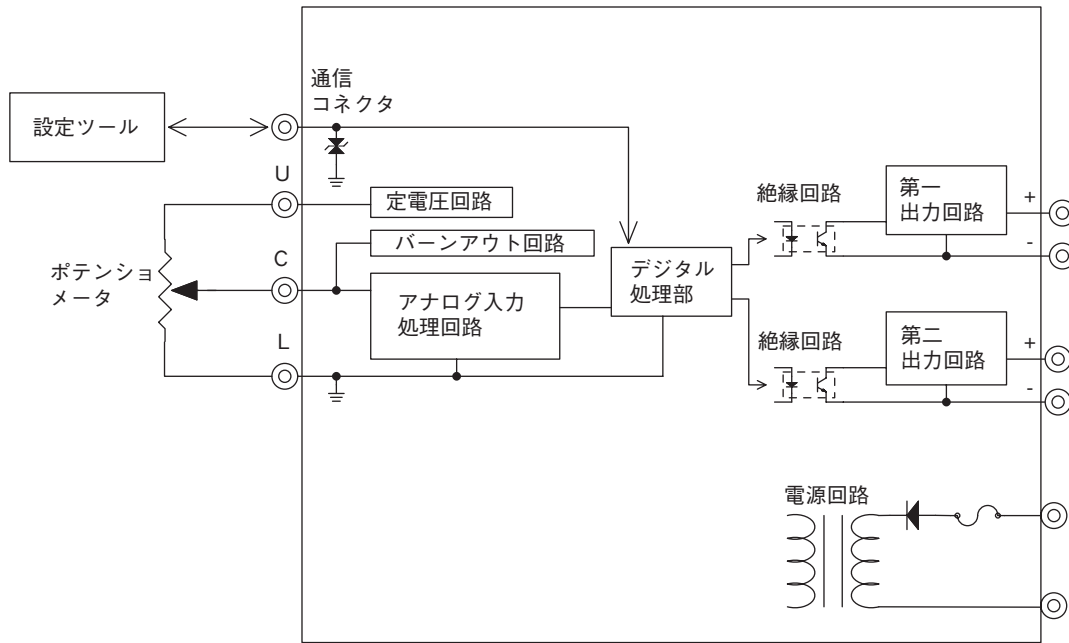 通信
コネクタ
設定ツール
U
定電圧回路
バーンアウト回路
C
ポテンショ
メータ
アナログ入力
処理回路
L
デジタル
処理部
絶縁回路
第一
出力回路
+
-
絶縁回路
第二
出力回路
+
-
電源回路